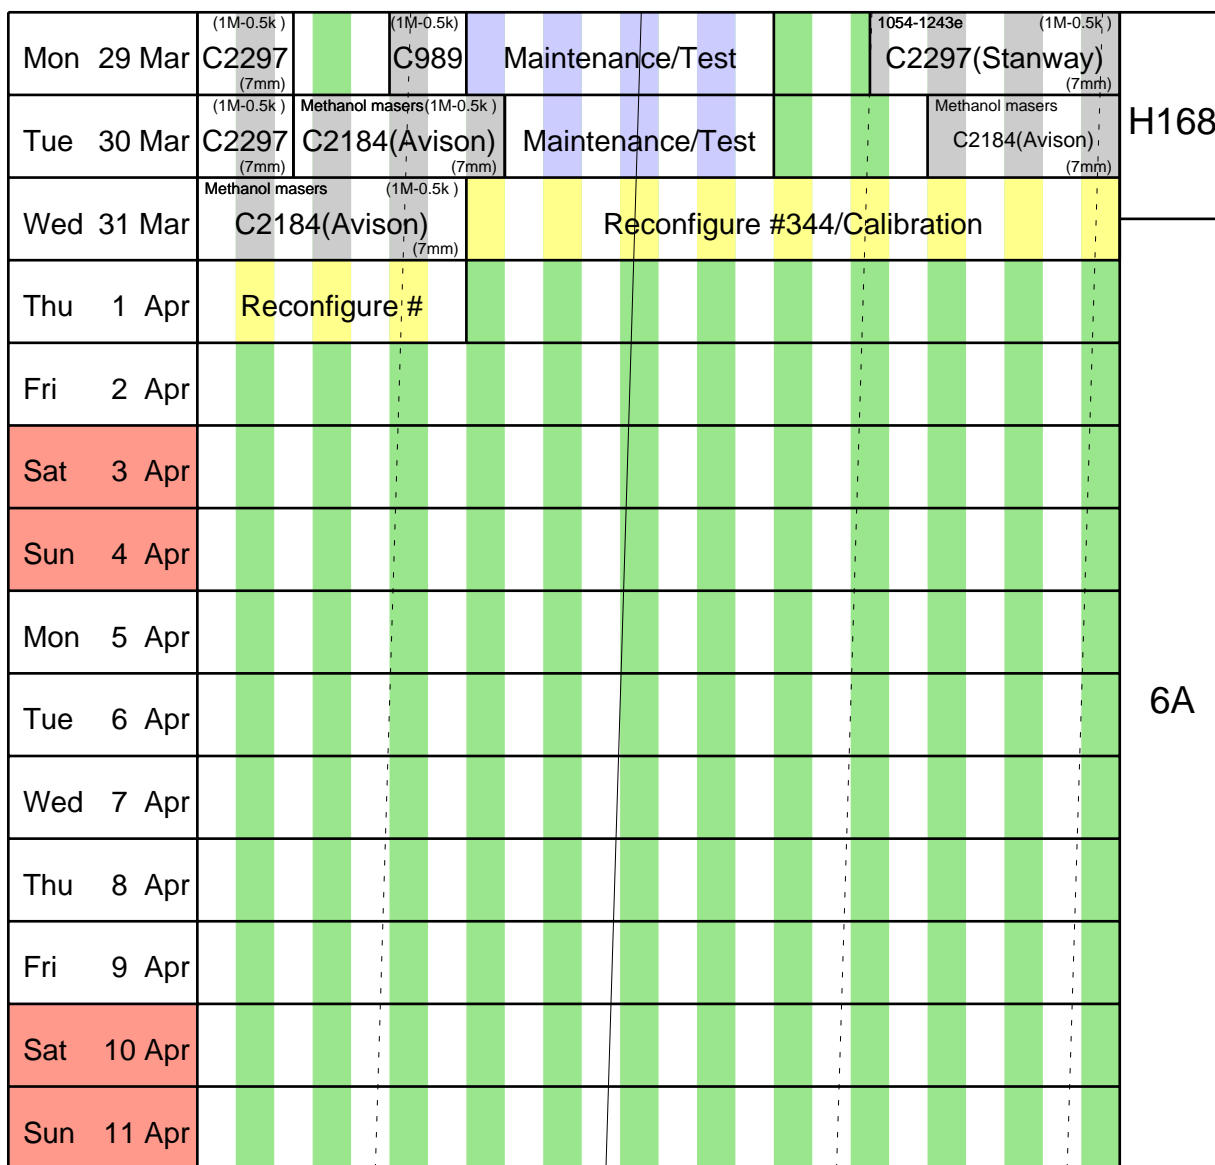 (1M-0.5k ) (1M-0.5k) 1054-1243e (1M-0.5k )
Mon 29 Mar C2297 C989 Maintenance/Test C2297(Stanway)
(7mm) (7mm)
(1M-0.5k ) Methanol masers (1M-0.5k ) Methanol masers
Tue 30 Mar C2297 C2184(Avison) Maintenance/Test C2184(Avison) H168
(7mm) (7mm) (7mm)
Methanol masers (1M-0.5k )
Wed 31 Mar C2184(Avison) Reconfigure #344/Calibration
(7mm)
Thu 1 Apr Reconfigure #
Fri 2 Apr
Sat 3 Apr
Sun 4 Apr
Mon 5 Apr
Tue 6 Apr 6A
Wed 7 Apr
Thu 8 Apr
Fri 9 Apr
Sat 10 Apr
Sun 11 Apr